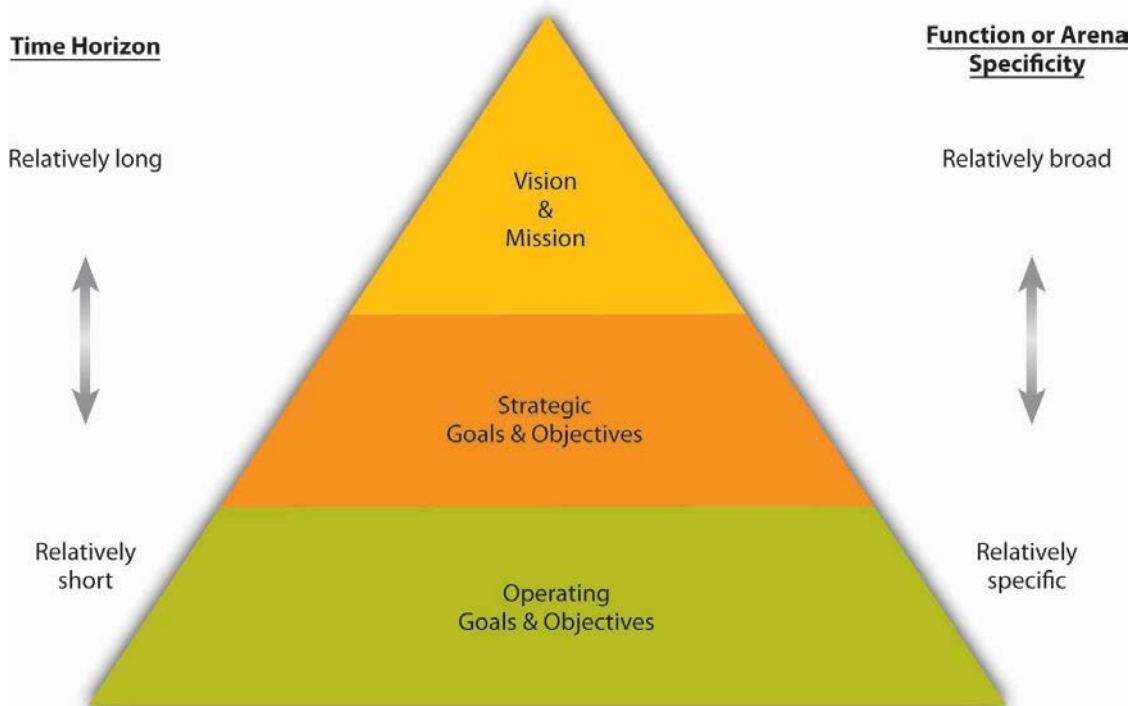 Time Horizon
Function or Arena
Specificity
Relatively long
Relatively broad
Vision
&
Mission
Strategic
Goals & Objectives
Relatively
short
Relatively
specific
Operating
Goals & Objectives